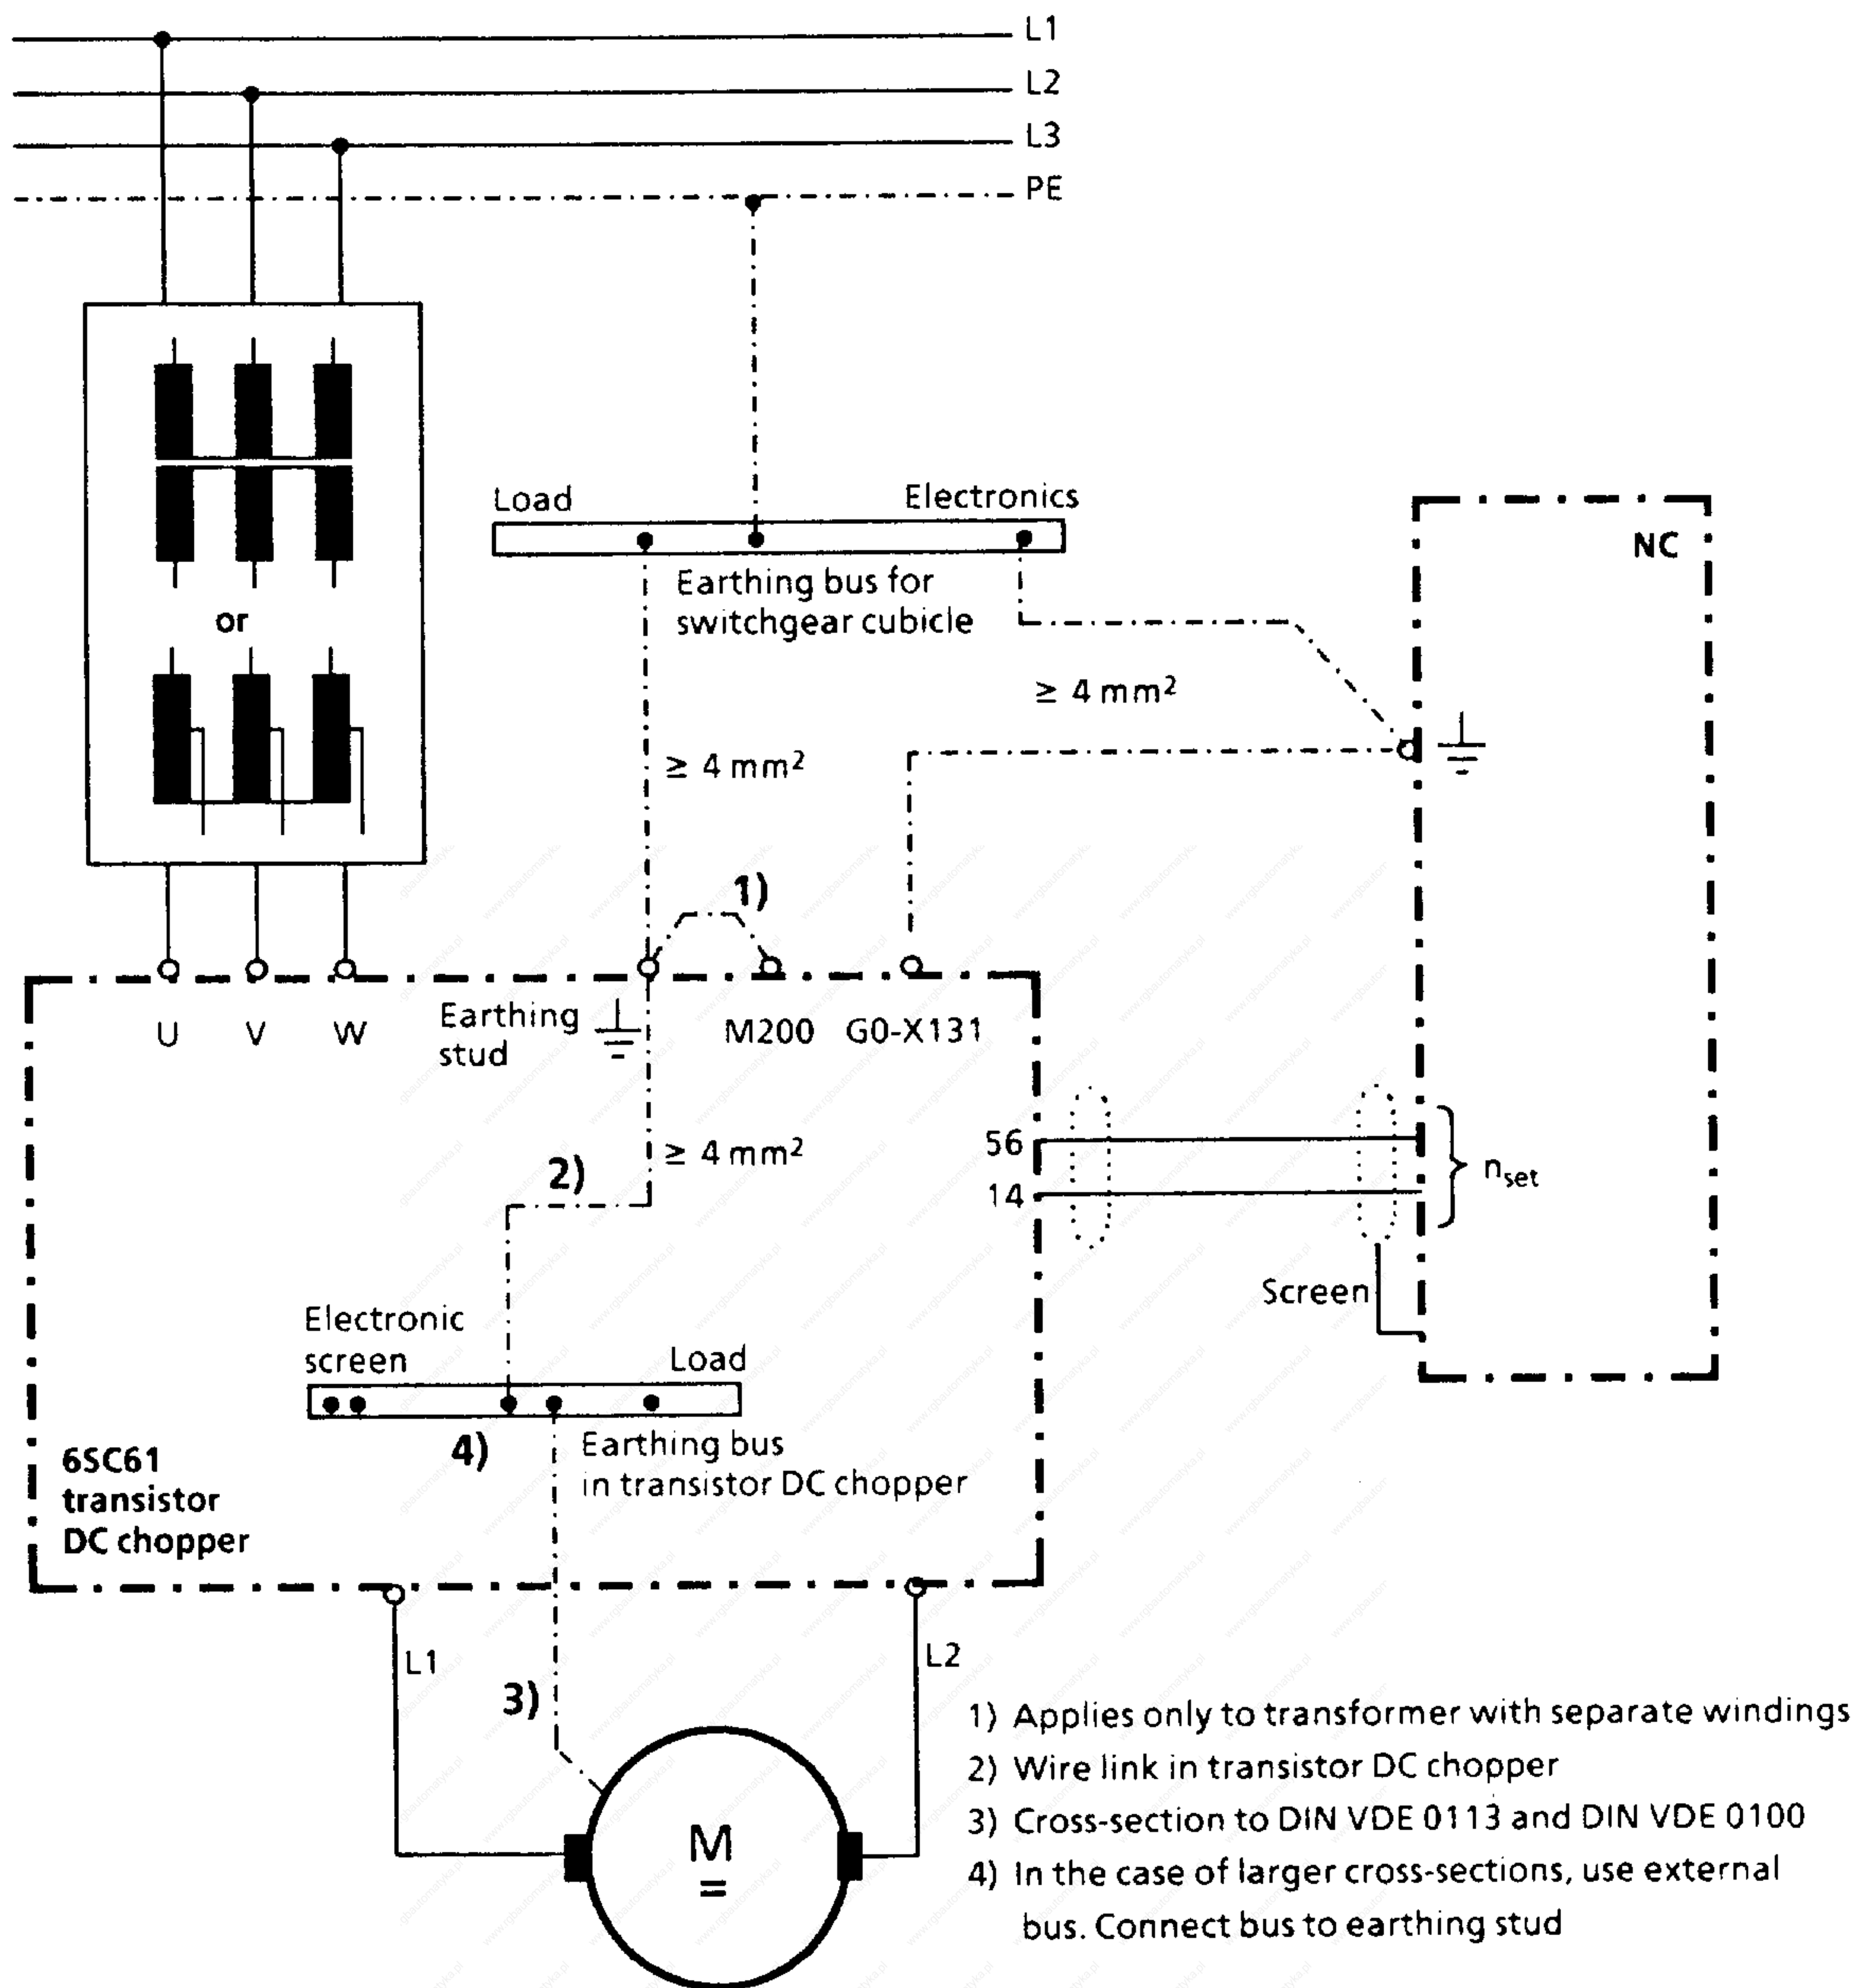 L1
L2
L3
PE
Load
Electronics
NC
Earthing bus for
switchgear cubicle
or
≥ 4 mm²
≥ 4 mm²
1)
U
V
W
Earthing
stud
M200
G0-X131
56
14
n_set
≥ 4 mm²
2)
Screen
Electronic
screen
Load
4)
Earthing bus
in transistor DC chopper
6SC61
transistor
DC chopper
L1
L2
3)
M
=
1) Applies only to transformer with separate windings
2) Wire link in transistor DC chopper
3) Cross-section to DIN VDE 0113 and DIN VDE 0100
4) In the case of larger cross-sections, use external
bus. Connect bus to earthing stud
www.rgbautomatyka.pl